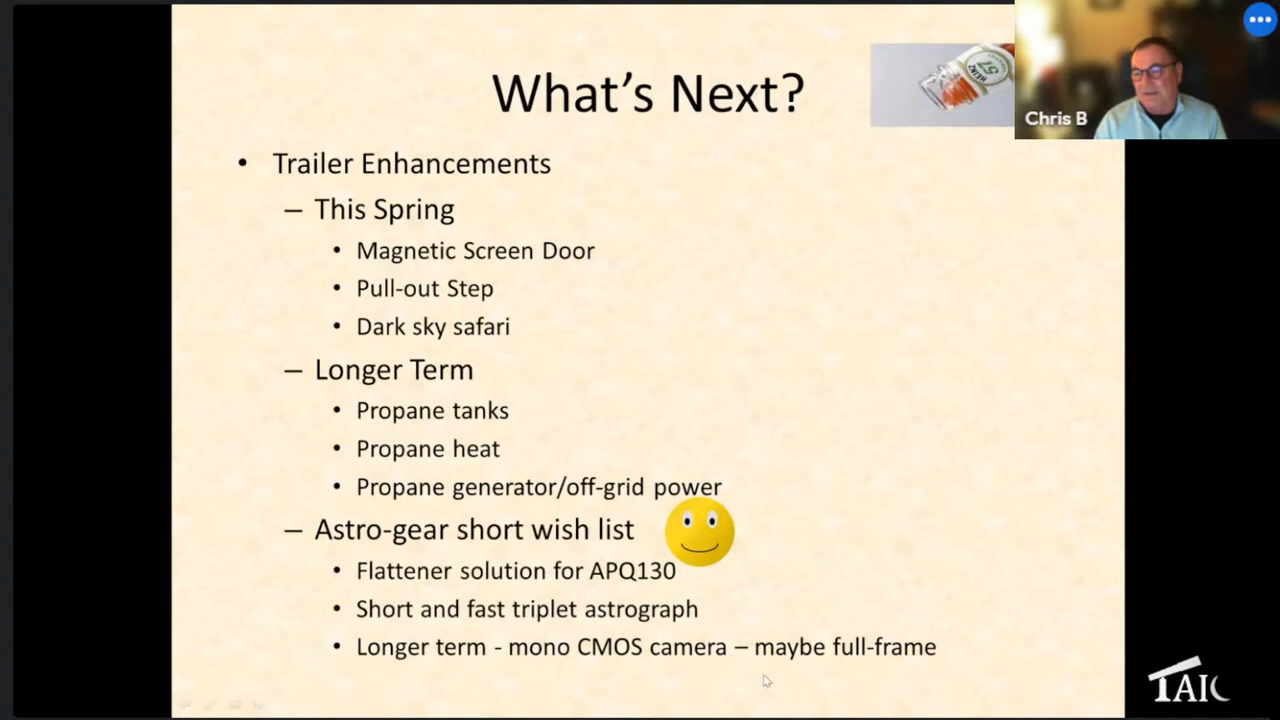 What's Next?
HEINZ
57
Chris B
• Trailer Enhancements
– This Spring
• Magnetic Screen Door
• Pull-out Step
• Dark sky safari
– Longer Term
• Propane tanks
• Propane heat
• Propane generator/off-grid power
– Astro-gear short wish list
• Flattener solution for APQ130
• Short and fast triplet astrograph
• Longer term - mono CMOS camera – maybe full-frame
TAIC